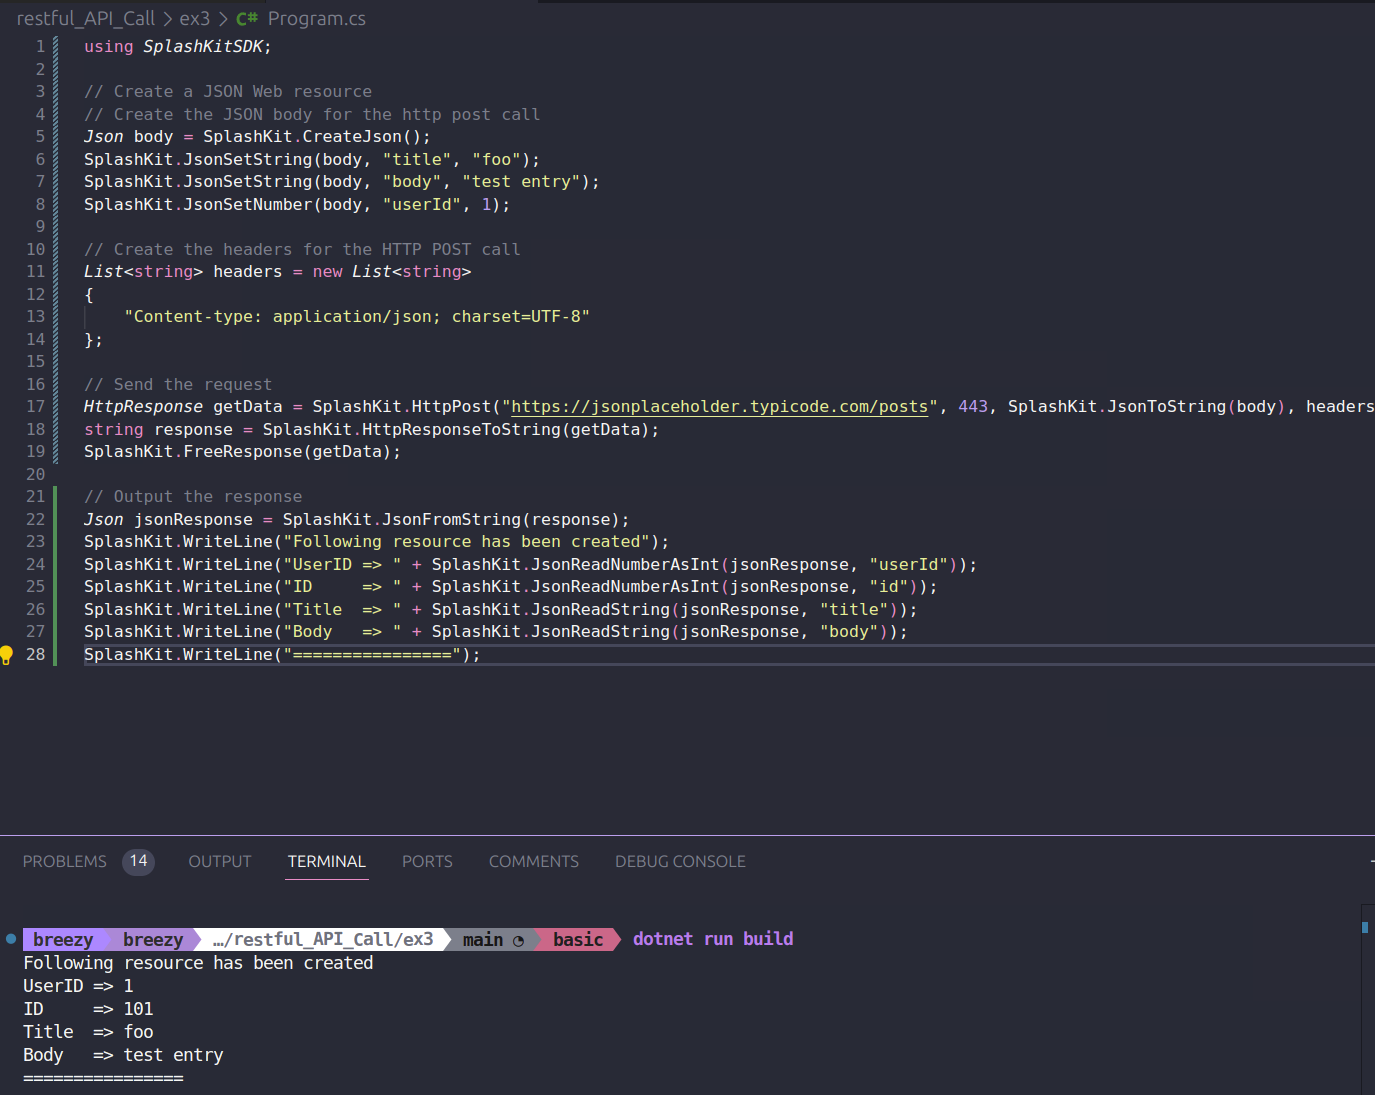 restful_API_Call > ex3 > C# Program.cs
1 using SplashKitSDK;
2
3 // Create a JSON Web resource
4 // Create the JSON body for the http post call
5 Json body = SplashKit.CreateJson();
6 SplashKit.JsonSetString(body, "title", "foo");
7 SplashKit.JsonSetString(body, "body", "test entry");
8 SplashKit.JsonSetNumber(body, "userId", 1);
9
10 // Create the headers for the HTTP POST call
11 List<string> headers = new List<string>
12 {
13     "Content-type: application/json; charset=UTF-8"
14 };
15
16 // Send the request
17 HttpResponse getData = SplashKit.HttpPost("https://jsonplaceholder.typicode.com/posts", 443, SplashKit.JsonToString(body), headers
18 string response = SplashKit.HttpResponseToString(getData);
19 SplashKit.FreeResponse(getData);
20
21 // Output the response
22 Json jsonResponse = SplashKit.JsonFromString(response);
23 SplashKit.WriteLine("Following resource has been created");
24 SplashKit.WriteLine("UserID => " + SplashKit.JsonReadNumberAsInt(jsonResponse, "userId"));
25 SplashKit.WriteLine("ID     => " + SplashKit.JsonReadNumberAsInt(jsonResponse, "id"));
26 SplashKit.WriteLine("Title  => " + SplashKit.JsonReadString(jsonResponse, "title"));
27 SplashKit.WriteLine("Body   => " + SplashKit.JsonReadString(jsonResponse, "body"));
28 SplashKit.WriteLine("================");
PROBLEMS 14 OUTPUT TERMINAL PORTS COMMENTS DEBUG CONSOLE
breezy breezy …/restful_API_Call/ex3 main basic dotnet run build
Following resource has been created
UserID => 1
ID     => 101
Title  => foo
Body   => test entry
================